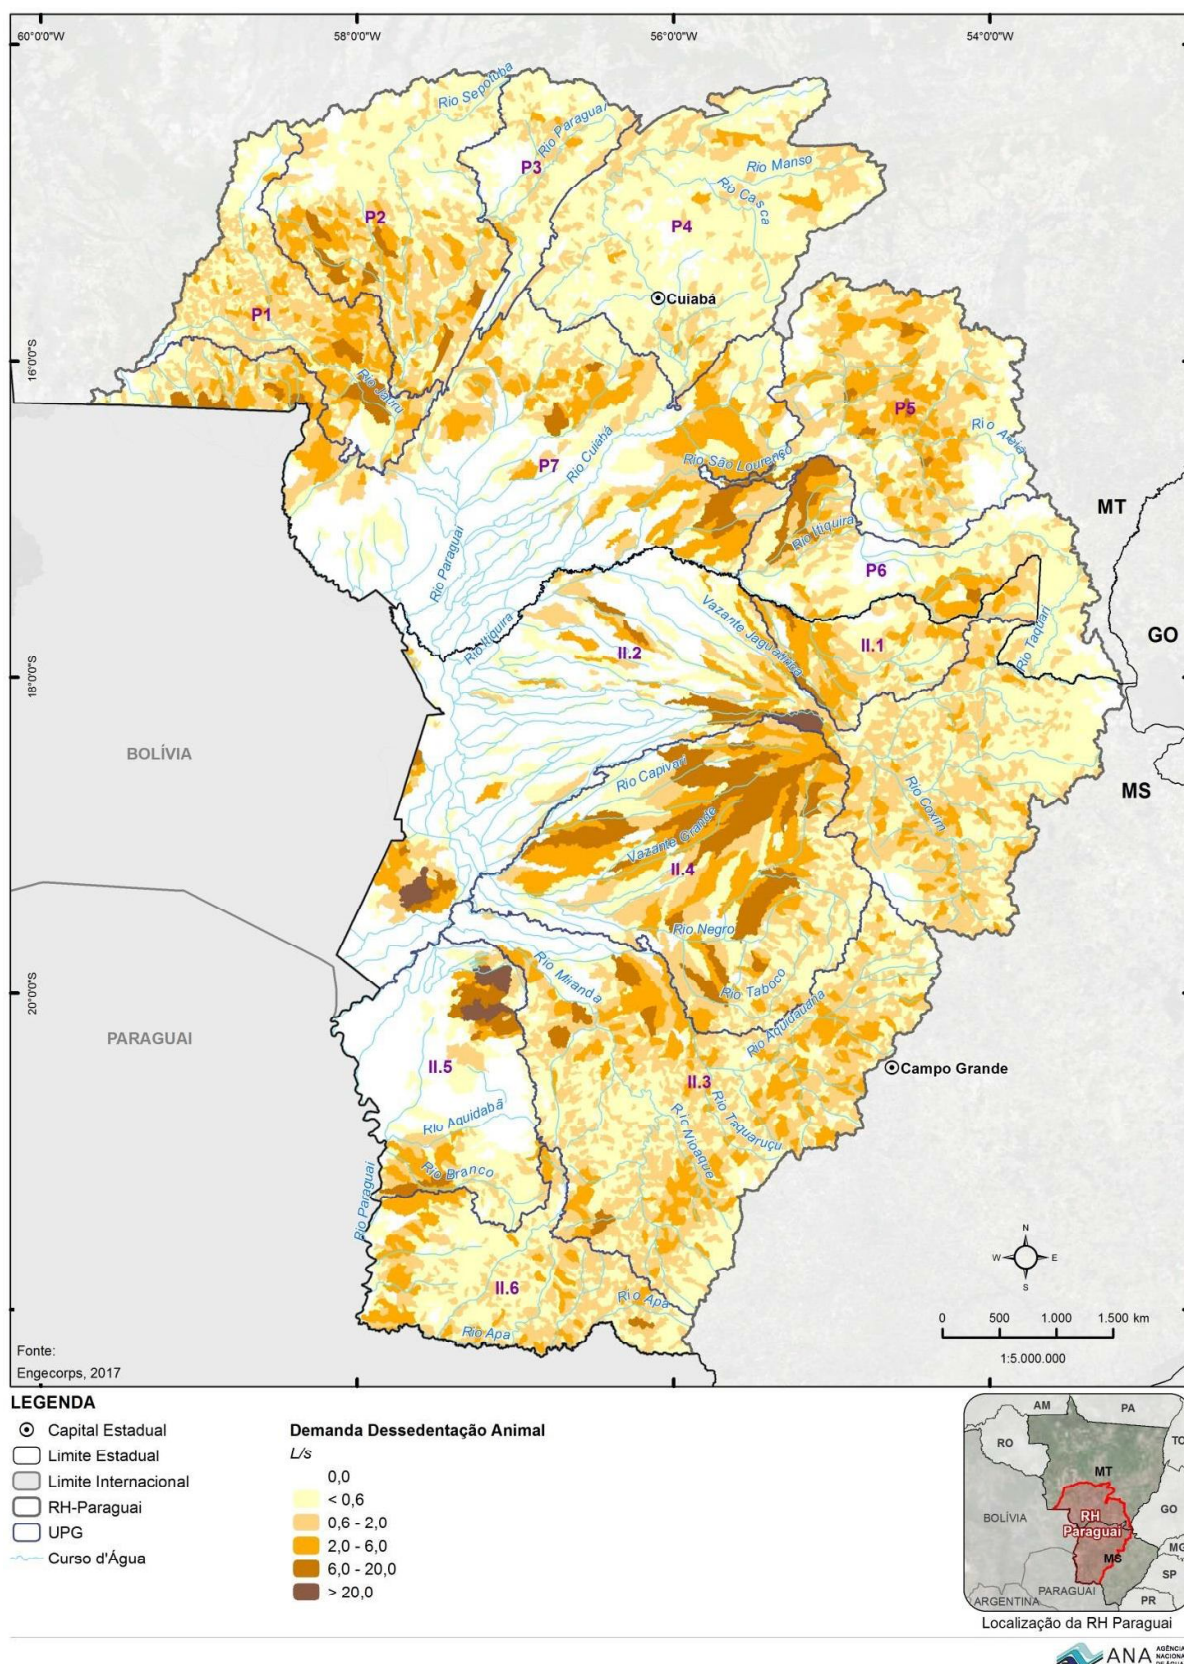 60°0'0"W
58°0'0"W
56°0'0"W
54°0'0"W
16°0'0"S
18°0'0"S
20°0'0"S
Rio Sepotuba
Rio Paraguai
P3
Rio Manso
Rio Casca
P2
P4
Cuiabá
P1
Rio Jauru
P5
Rio Areia
Rio São Lourenço
P7
Rio Cuiabá
MT
Rio Itiquira
Rio Paraguai
P6
Vazante Jaguadirira
Rio Taquari
GO
Rio Itiquira
II.2
II.1
BOLÍVIA
Rio Capivari
Rio Coxim
MS
Vazante Grande
II.4
Rio Negro
Rio Miranda
Rio Taboco
Rio Aquidauana
PARAGUAI
II.5
Campo Grande
II.3
Rio Aquidabã
Rio Taquaruçu
Rio Nioaque
Rio Branco
Rio Paraguai
N
W
E
S
II.6
Rio Apa
Rio Apa
0 500 1.000 1.500 km
1:5.000.000
Fonte:
Engecorps, 2017
LEGENDA
Capital Estadual
Limite Estadual
Limite Internacional
RH-Paraguai
UPG
Curso d'Água
Demanda Dessedentação Animal
L/s
0,0
< 0,6
0,6 - 2,0
2,0 - 6,0
6,0 - 20,0
> 20,0
AM
PA
RO
TO
MT
BOLÍVIA
GO
RH
Paraguai
MG
MS
SP
PARAGUAI
ARGENTINA
PR
Localização da RH Paraguai
ANA
AGÊNCIA
NACIONA